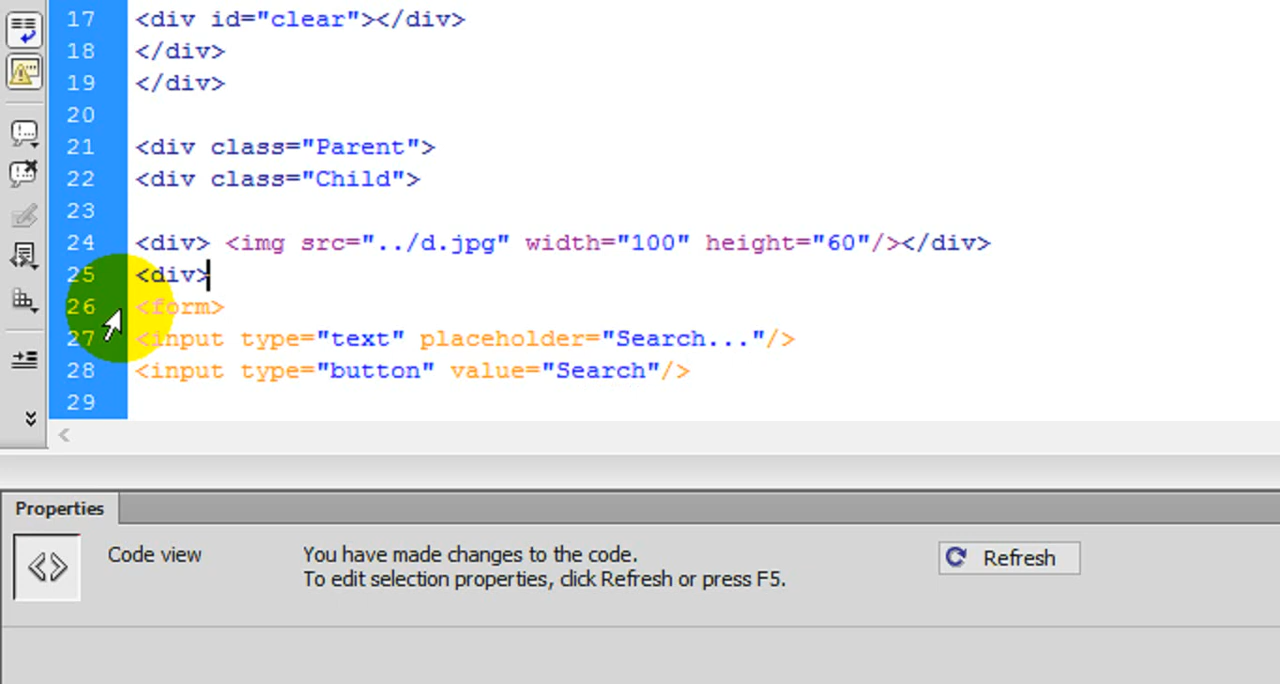 17 <div id="clear"></div>
18 </div>
19 </div>
20
21 <div class="Parent">
22 <div class="Child">
23
24 <div> <img src="../d.jpg" width="100" height="60"/></div>
25 <div>
26 <form>
27 <input type="text" placeholder="Search..."/>
28 <input type="button" value="Search"/>
29
Properties
Code view You have made changes to the code. Refresh
To edit selection properties, click Refresh or press F5.